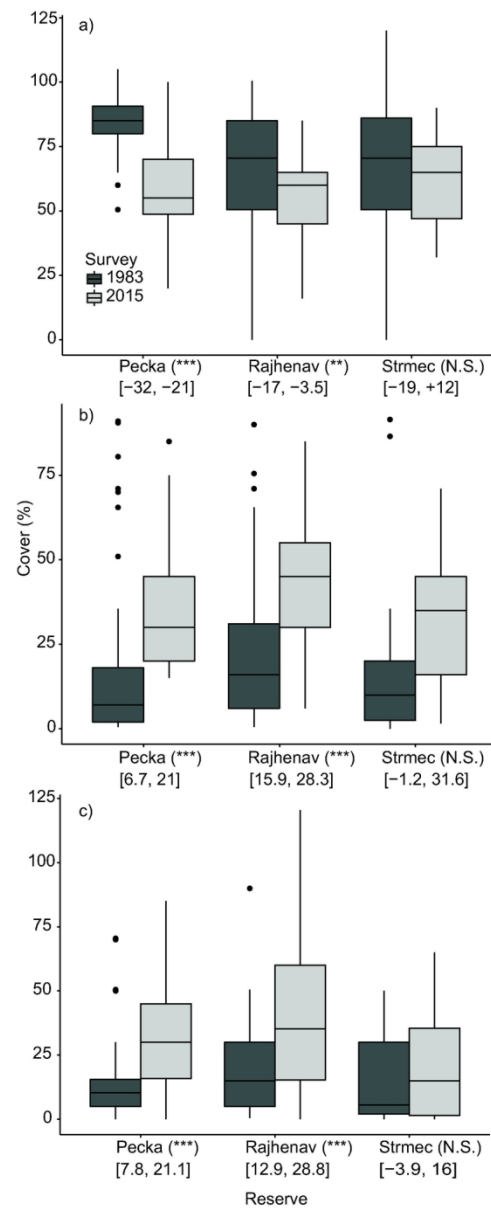 125
a)
100
75
50
Survey
1983
25
2015
0
Pecka (***) Rajhenav (**) Strmec (N.S.)
[−32, −21] [−17, −3.5] [−19, +12]
b)
75
Cover (%)
50
25
0
Pecka (***) Rajhenav (***) Strmec (N.S.)
[6.7, 21] [15.9, 28.3] [−1.2, 31.6]
125
c)
100
75
50
25
0
Pecka (***) Rajhenav (***) Strmec (N.S.)
[7.8, 21.1] [12.9, 28.8] [−3.9, 16]
Reserve